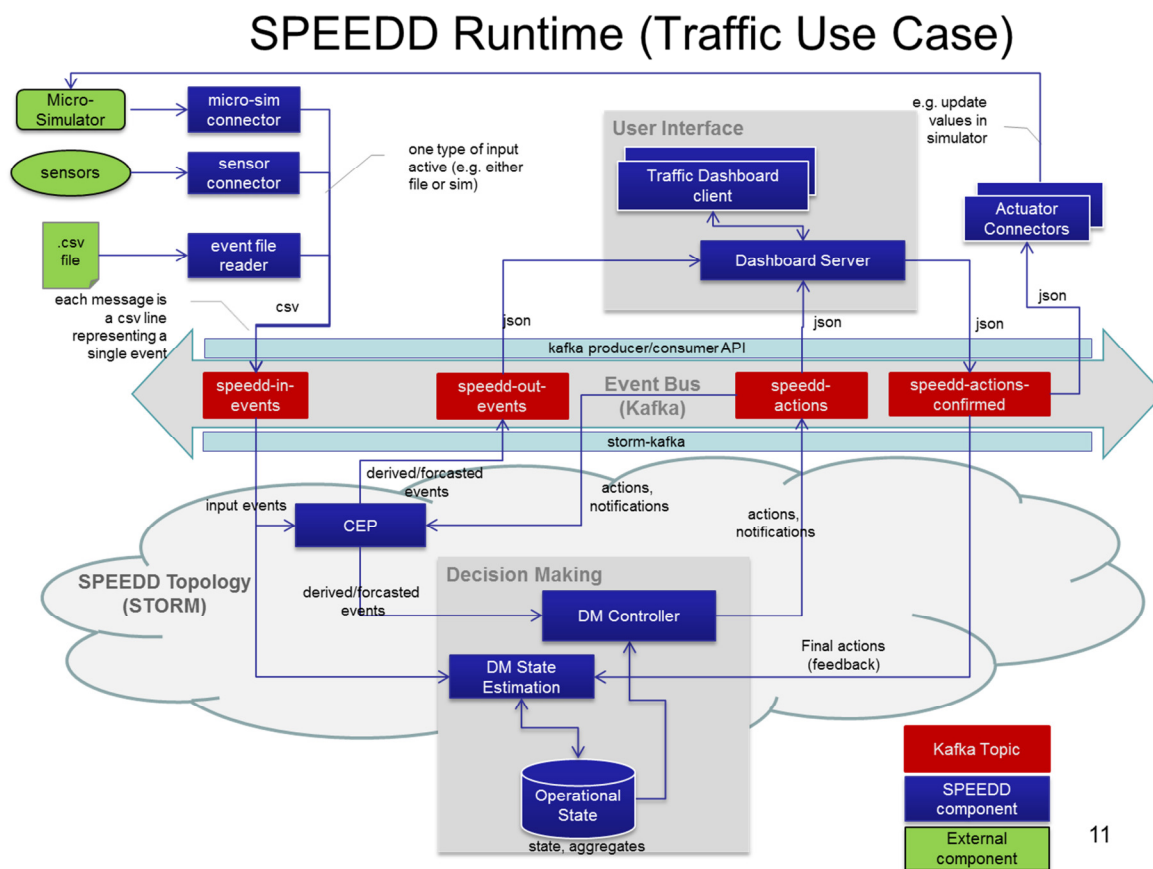 SPEEDD Runtime (Traffic Use Case)
Micro-
Simulator
micro-sim
connector
sensors
sensor
connector
.csv
file
event file
reader
one type of input
active (e.g. either
file or sim)
each message is
a csv line
representing a
single event
csv
User Interface
Traffic Dashboard
client
Dashboard Server
e.g. update
values in
simulator
Actuator
Connectors
json
json
json
json
kafka producer/consumer API
speedd-in-
events
speedd-out-
events
Event Bus
(Kafka)
speedd-
actions
speedd-actions-
confirmed
storm-kafka
derived/forcasted
events
input events
CEP
actions,
notifications
actions,
notifications
SPEEDD Topology
(STORM)
derived/forcasted
events
Decision Making
DM Controller
DM State
Estimation
Final actions
(feedback)
Operational
State
state, aggregates
Kafka Topic
SPEEDD
component
External
component
11